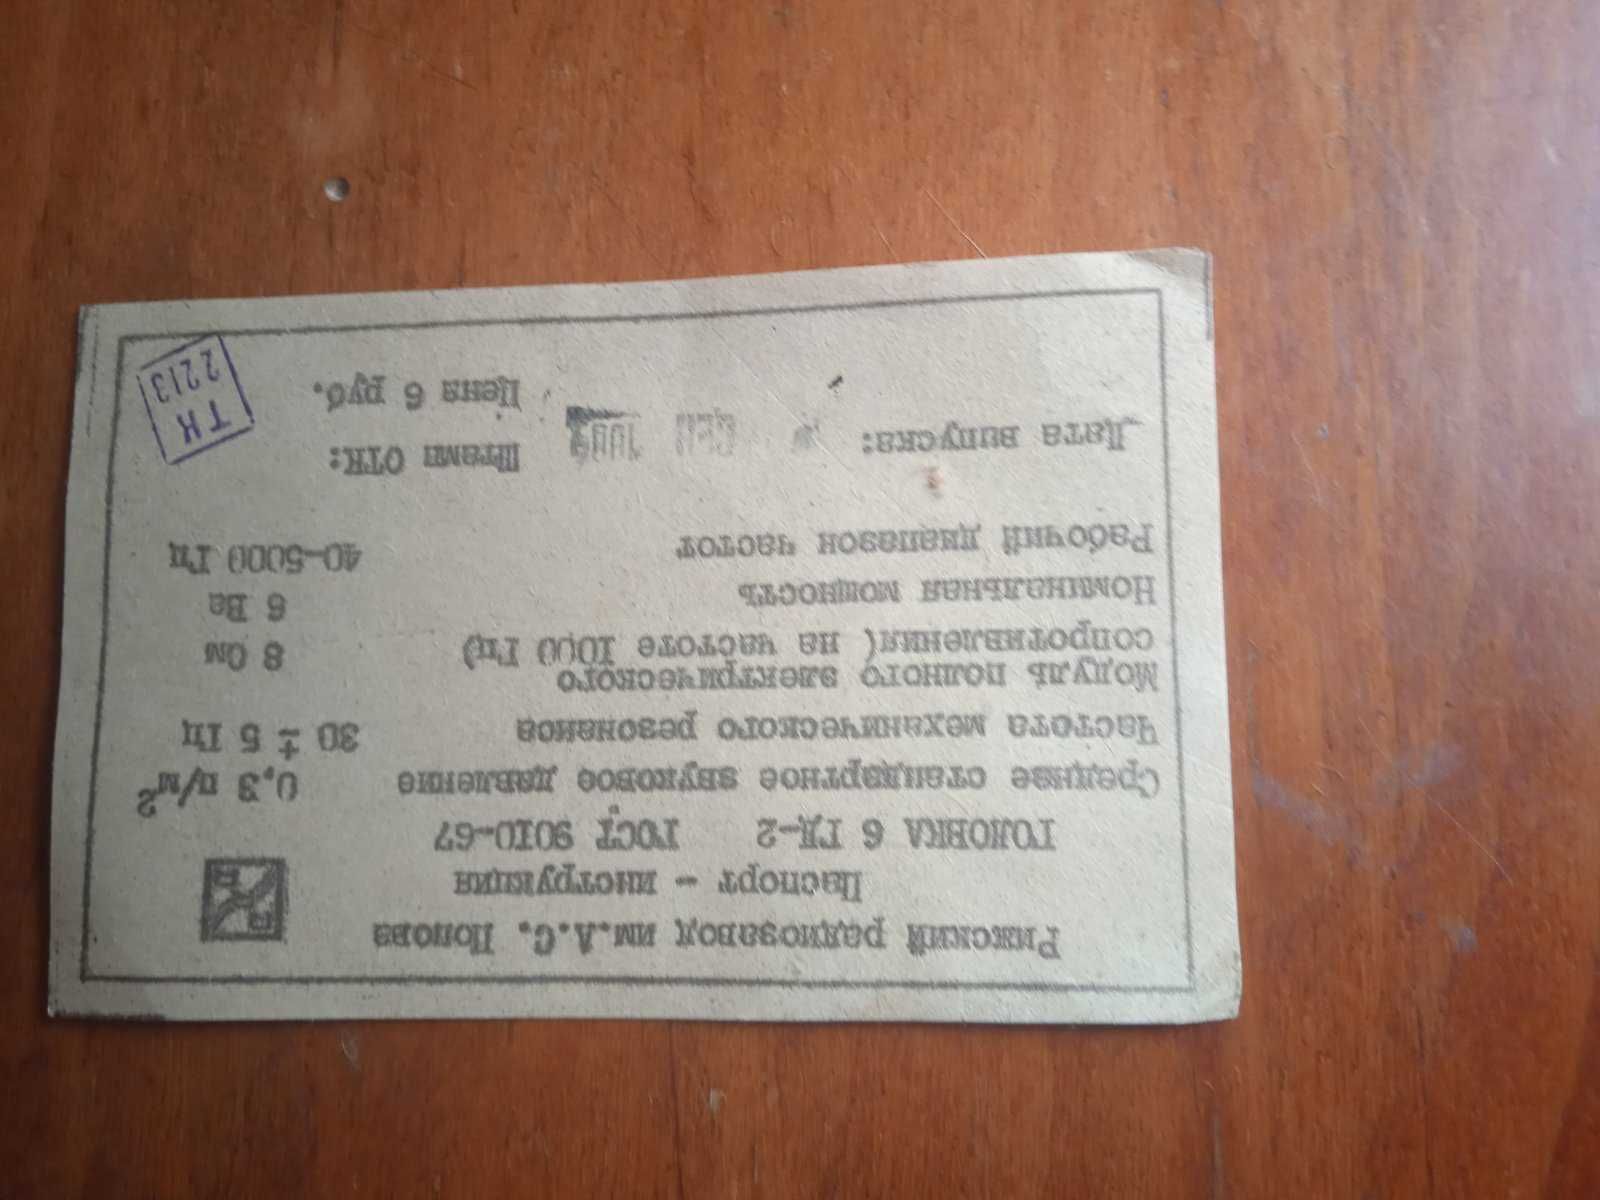 Рижский радиозавод им.А.С. Попова
Паспорт - инструкция
ГОЛОВКА 6 ГД-2 ГОСТ 9010-67
Среднее стандартное звуковое давление 0,3 н/м²
Частота механического резонанса 30 ± 5 Гц
Модуль полного электрического
сопротивления( на частоте 1000 Гц) 8 Ом
Номинальная мощность 6 Ва
Рабочий диапазон частот 40-5000 Гц
Дата выпуска: СЕН Штамп ОТК:
Цена 6 руб.
ТК
2213